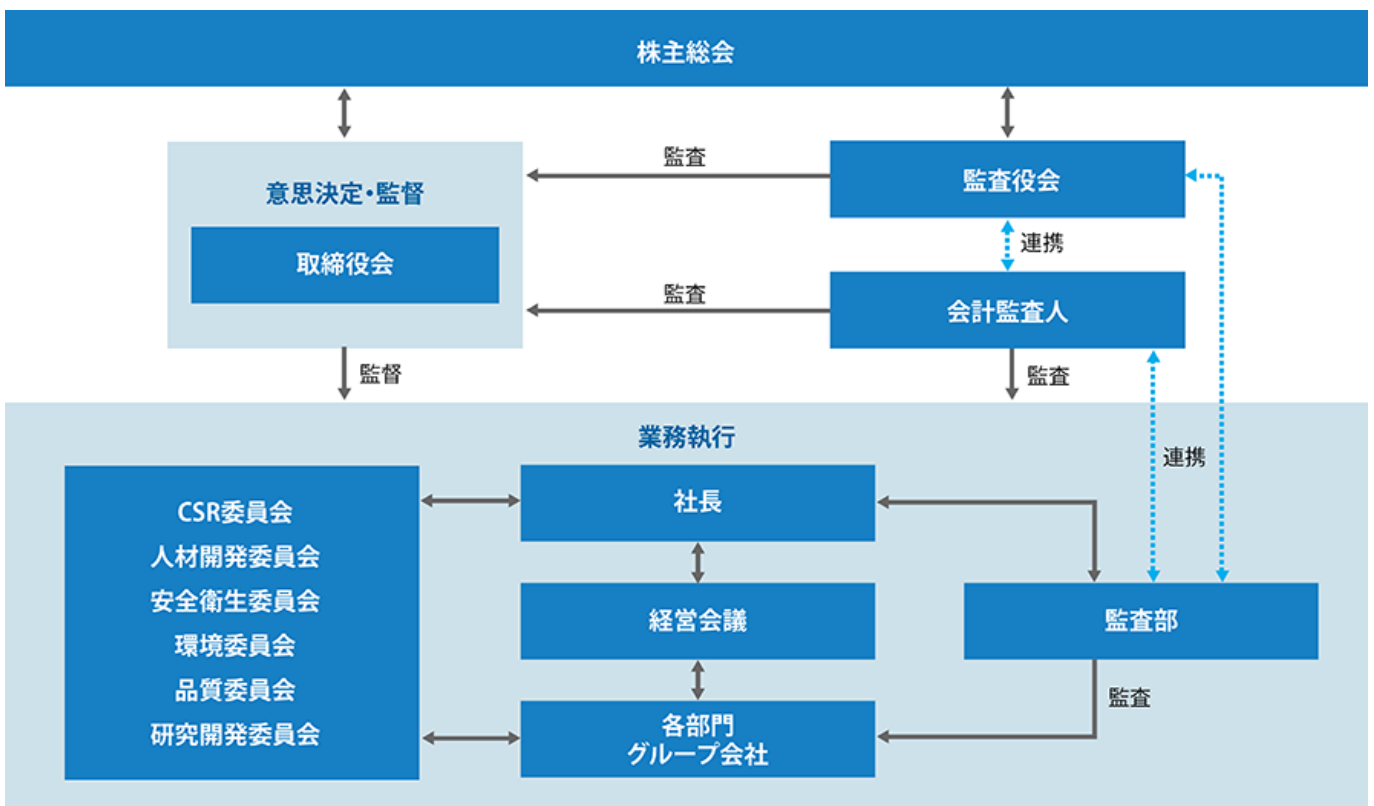 株主総会
監査
監査役会
意思決定・監督
取締役会
連携
監査
会計監査人
監督
監査
業務執行
連携
CSR委員会
人材開発委員会
安全衛生委員会
環境委員会
品質委員会
研究開発委員会
社長
経営会議
監査部
監査
各部門
グループ会社